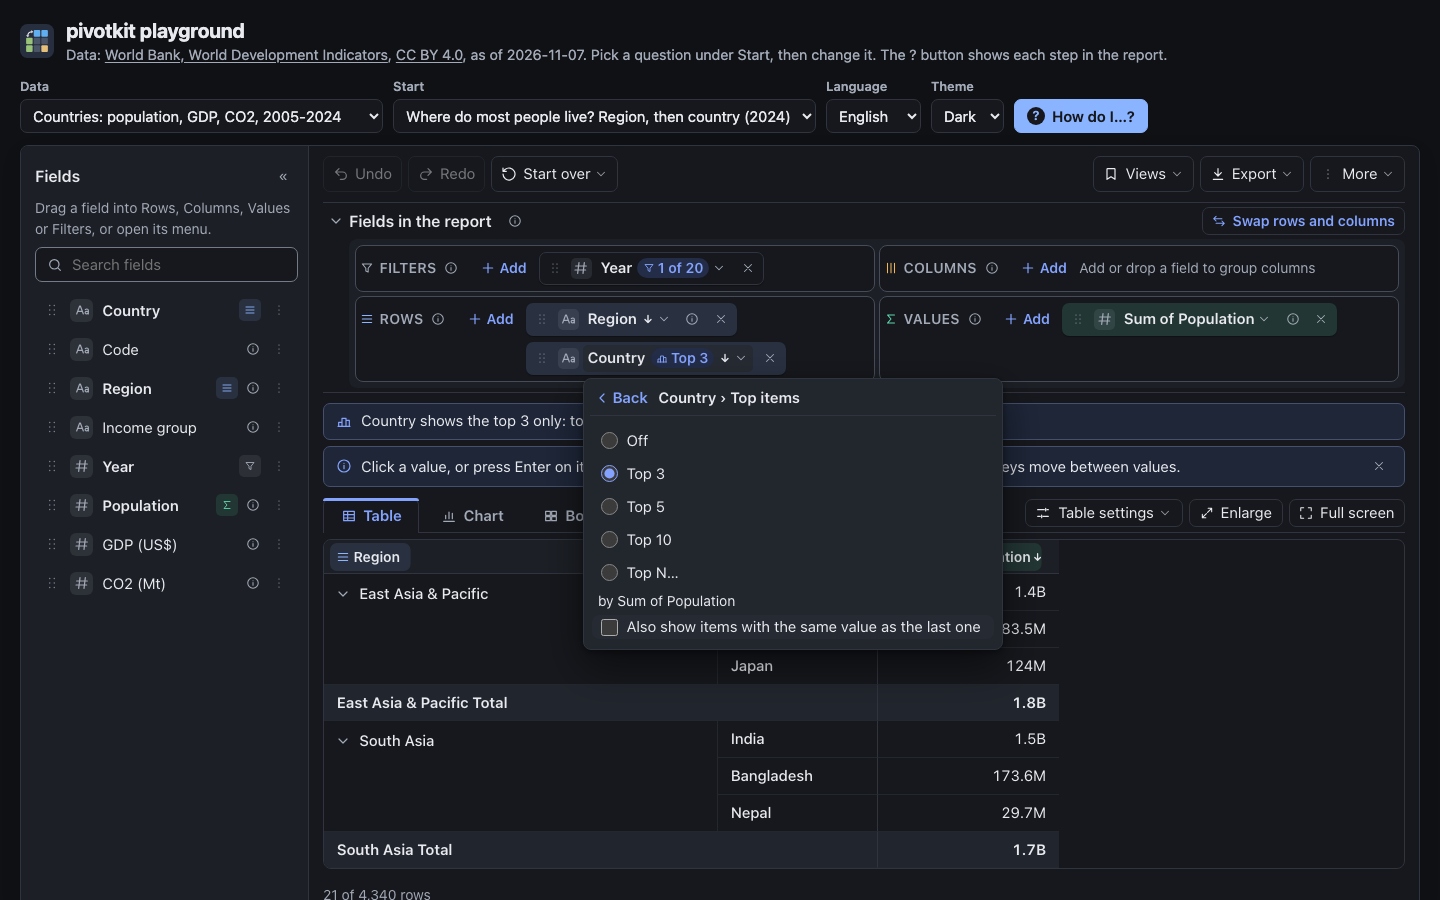 pivotkit playground
Data: World Bank, World Development Indicators, CC BY 4.0, as of 2026-11-07. Pick a question under Start, then change it. The ? button shows each step in the report.
Data Start Language Theme
Countries: population, GDP, CO2, 2005-2024 Where do most people live? Region, then country (2024) English Dark ? How do I...?
Fields «
Drag a field into Rows, Columns, Values
or Filters, or open its menu.
Search fields
Aa Country
Aa Code
Aa Region
Aa Income group
# Year
# Population Σ
# GDP (US$)
# CO2 (Mt)
Undo Redo Start over Views Export More
Fields in the report Swap rows and columns
FILTERS + Add # Year 1 of 20
COLUMNS + Add Add or drop a field to group columns
ROWS + Add Aa Region ↓
Aa Country Top 3 ↓
Σ VALUES + Add # Sum of Population
Back Country › Top items
Off
Top 3
Top 5
Top 10
Top N...
by Sum of Population
Also show items with the same value as the last one
Country shows the top 3 only:
Click a value, or press Enter on move between values.
Table Chart Table settings Enlarge Full screen
Region
East Asia & Pacific 1.4B
83.5M
Japan 124M
East Asia & Pacific Total 1.8B
South Asia India 1.5B
Bangladesh 173.6M
Nepal 29.7M
South Asia Total 1.7B
21 of 4,340 rows